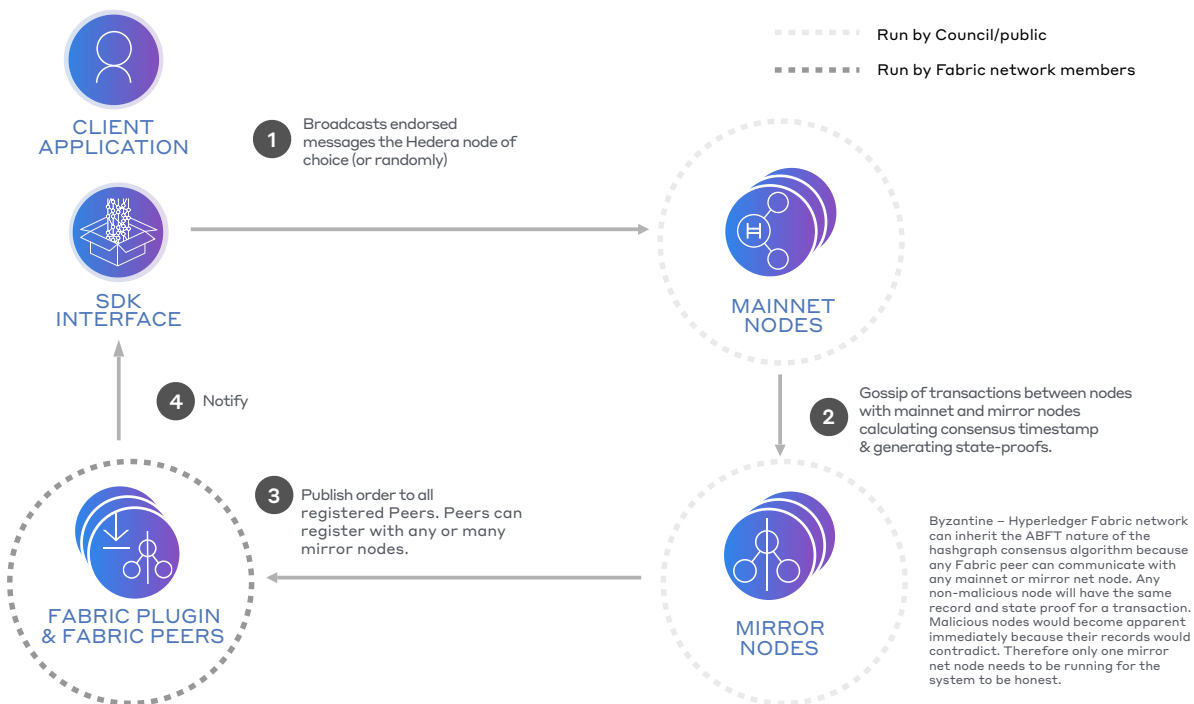 Run by Council/public
Run by Fabric network members
CLIENT
APPLICATION
1
Broadcasts endorsed
messages the Hedera node of
choice (or randomly)
SDK
INTERFACE
MAINNET
NODES
4
Notify
2
Gossip of transactions between nodes
with mainnet and mirror nodes
calculating consensus timestamp
& generating state-proofs.
3
Publish order to all
registered Peers. Peers can
register with any or many
mirror nodes.
FABRIC PLUGIN
& FABRIC PEERS
MIRROR
NODES
Byzantine – Hyperledger Fabric network
can inherit the ABFT nature of the
hashgraph consensus algorithm because
any Fabric peer can communicate with
any mainnet or mirror net node. Any
non-malicious node will have the same
record and state proof for a transaction.
Malicious nodes would become apparent
immediately because their records would
contradict. Therefore only one mirror
net node needs to be running for the
system to be honest.